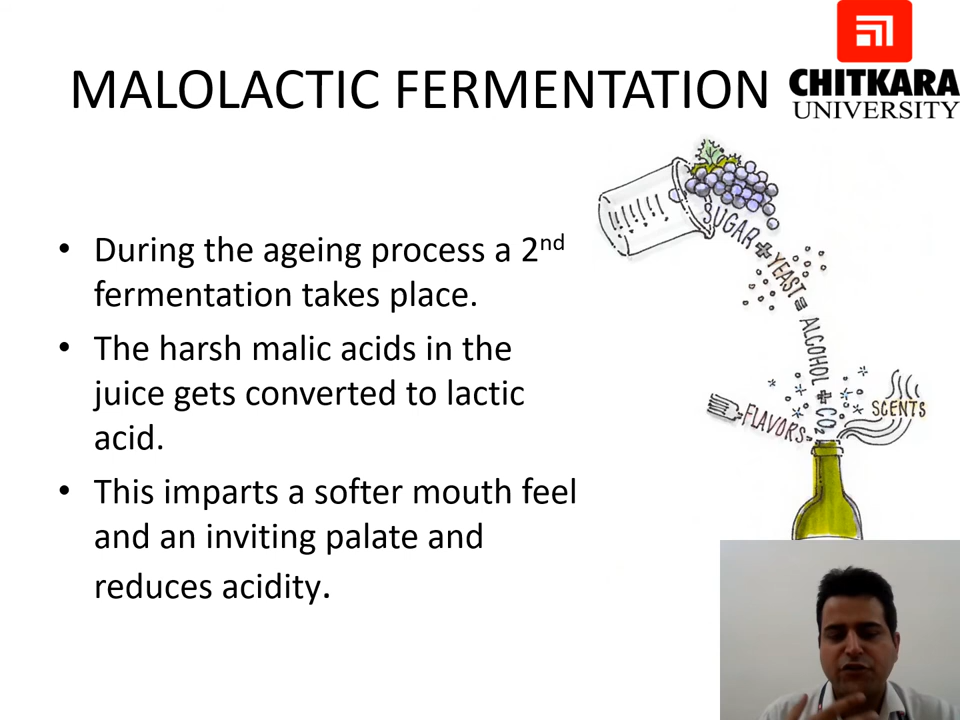 MALOLACTIC FERMENTATION
CHITKARA
UNIVERSITY
• During the ageing process a 2nd
fermentation takes place.
• The harsh malic acids in the
juice gets converted to lactic
acid.
• This imparts a softer mouth feel
and an inviting palate and
reduces acidity.
SUGAR +
YEAST =
ALCOHOL + CO2
FLAVORS
SCENTS